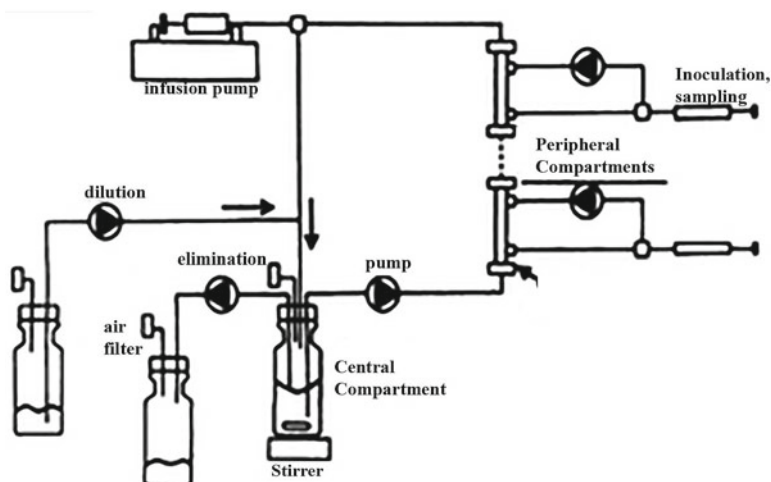 infusion pump
Inoculation,
sampling
Peripheral
Compartments
dilution
elimination
pump
air
filter
Central
Compartment
Stirrer